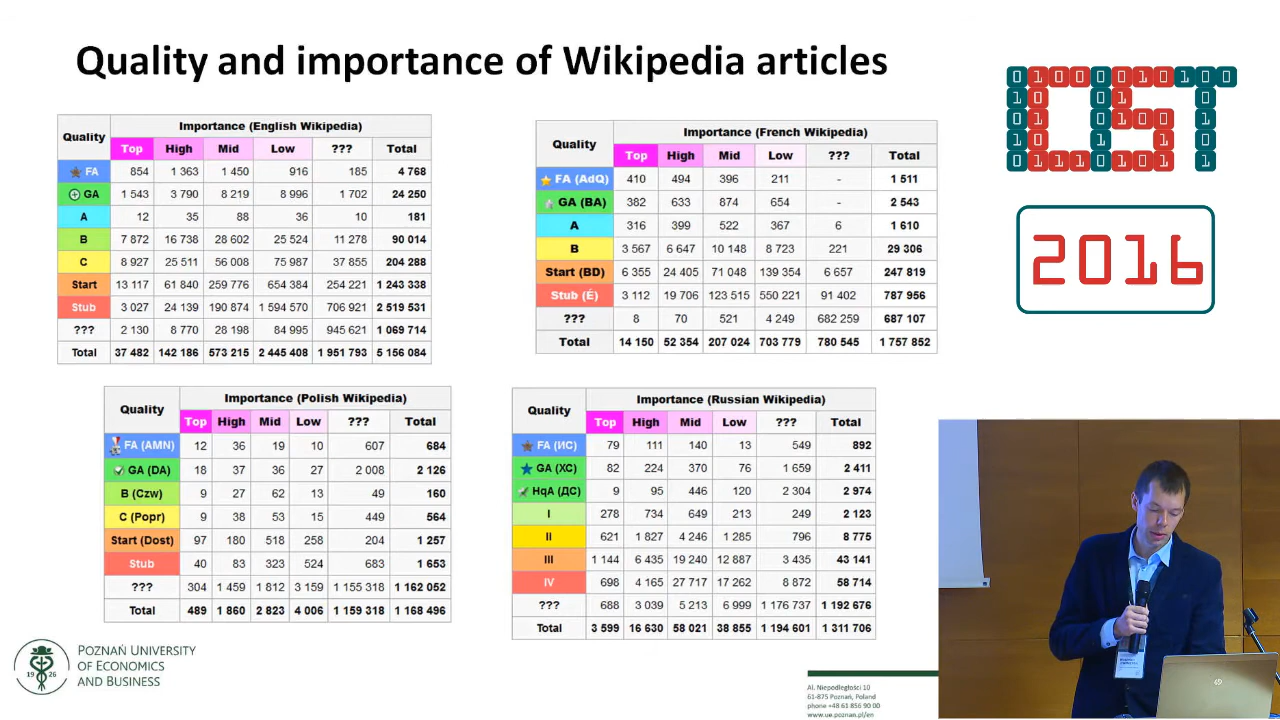 Quality and importance of Wikipedia articles
Quality Importance (English Wikipedia)
Top High Mid Low ??? Total
FA 854 1 363 1 450 916 185 4 768
GA 1 543 3 790 8 219 8 996 1 702 24 250
A 12 35 88 36 10 181
B 7 872 16 738 28 602 25 524 11 278 90 014
C 8 927 25 511 56 008 75 987 37 855 204 288
Start 13 117 61 840 259 776 654 384 254 221 1 243 338
Stub 3 027 24 139 190 874 1 594 570 706 921 2 519 531
??? 2 130 8 770 28 198 84 995 945 621 1 069 714
Total 37 482 142 186 573 215 2 445 408 1 951 793 5 156 084
Quality Importance (French Wikipedia)
Top High Mid Low ??? Total
FA (AdQ) 410 494 396 211 - 1 511
GA (BA) 382 633 874 654 - 2 543
A 316 399 522 367 6 1 610
B 3 567 6 647 10 148 8 723 221 29 306
Start (BD) 6 355 24 405 71 048 139 354 6 657 247 819
Stub (É) 3 112 19 706 123 515 550 221 91 402 787 956
??? 8 70 521 4 249 682 259 687 107
Total 14 150 52 354 207 024 703 779 780 545 1 757 852
Quality Importance (Polish Wikipedia)
Top High Mid Low ??? Total
FA (AMN) 12 36 19 10 607 684
GA (DA) 18 37 36 27 2 008 2 126
B (Czw) 9 27 62 13 49 160
C (Popr) 9 38 53 15 449 564
Start (Dost) 97 180 518 258 204 1 257
Stub 40 83 323 524 683 1 653
??? 304 1 459 1 812 3 159 1 155 318 1 162 052
Total 489 1 860 2 823 4 006 1 159 318 1 168 496
Quality Importance (Russian Wikipedia)
Top High Mid Low ??? Total
FA (ИС) 79 111 140 13 549 892
GA (ХС) 82 224 370 76 1 659 2 411
HqA (ДС) 9 95 446 120 2 304 2 974
I 278 734 649 213 249 2 123
II 621 1 827 4 246 1 285 796 8 775
III 1 144 6 435 19 240 12 887 3 435 43 141
IV 698 4 165 27 717 17 262 8 872 58 714
??? 688 3 039 5 213 6 999 1 176 737 1 192 676
Total 3 599 16 630 58 021 38 855 1 194 601 1 311 706
ICIST
2016
19 26
POZNAŃ UNIVERSITY
OF ECONOMICS
AND BUSINESS
Al. Niepodległości 10
61-875 Poznań, Poland
phone +48 61 856 90 00
www.ue.poznan.pl/en